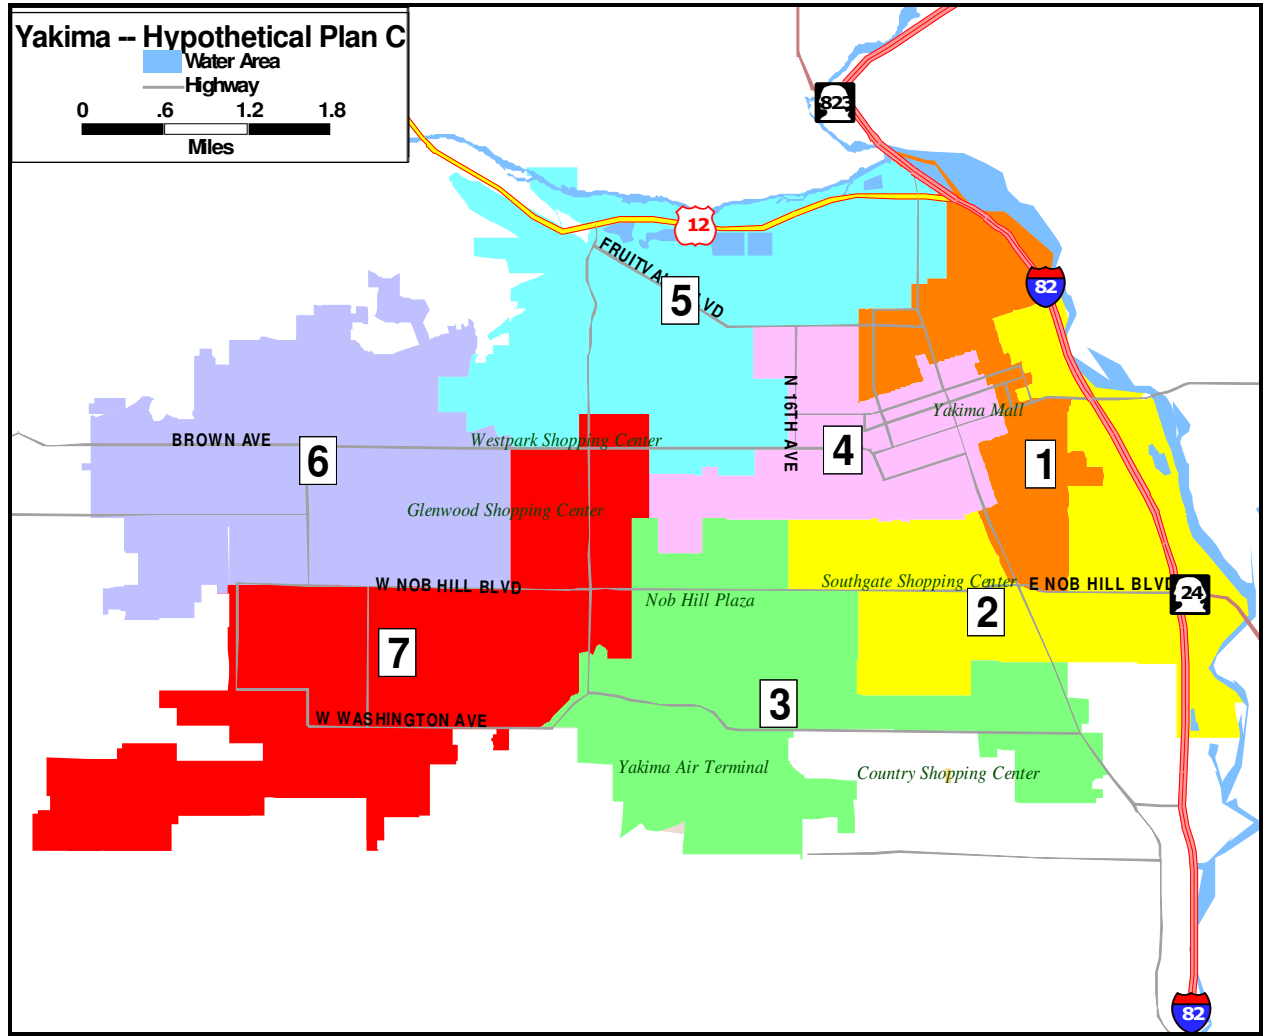 Yakima -- Hypothetical Plan C
Water Area
Highway
0 .6 1.2 1.8
Miles
823
12
FRUITVA LVD
82
5
N 16TH AVE
Yakima Mall
BROWN AVE
Westpark Shopping Center
6
4
1
Glenwood Shopping Center
W NOB HILL BLVD
Southgate Shopping Center
E NOB HILL BLVD
24
Nob Hill Plaza
2
7
3
W WASHINGTON AVE
Yakima Air Terminal
Country Shopping Center
82